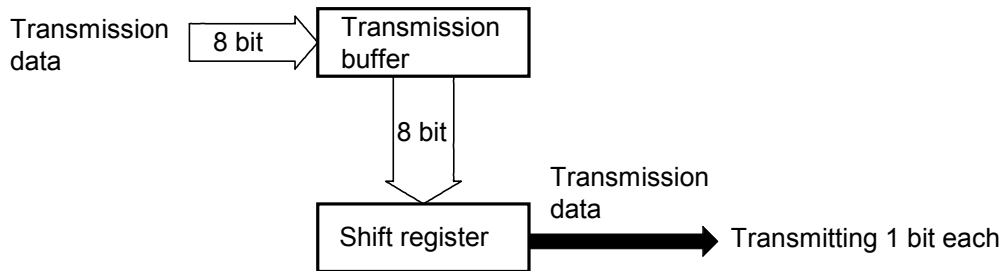 Transmission
data
8 bit
Transmission
buffer
8 bit
Transmission
data
Shift register
Transmitting 1 bit each